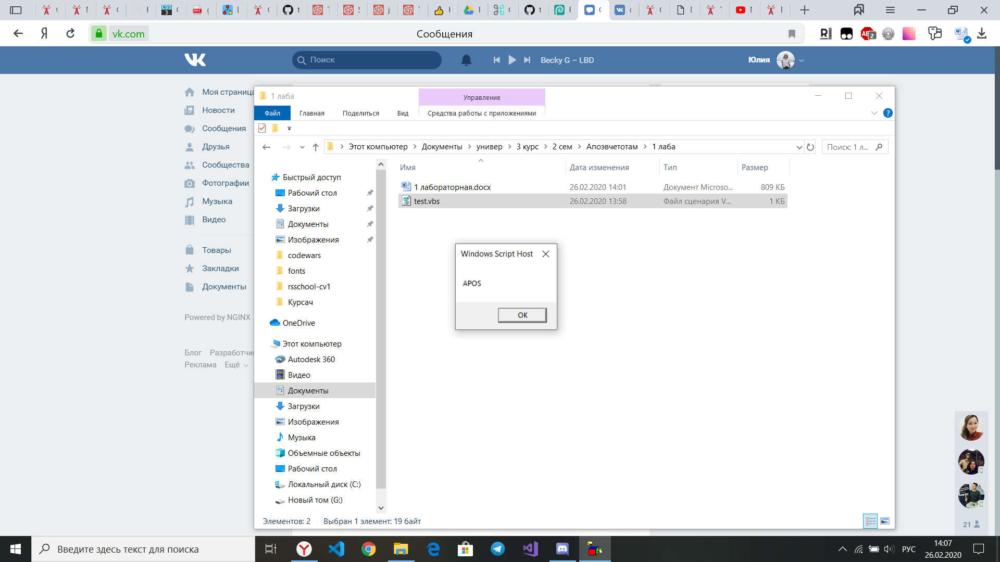 vk.com
Сообщения
Поиск
Becky G – LBD
Юлия
Моя страница
Новости
Сообщения
Друзья
Сообщества
Фотографии
Музыка
Видео
Товары
Закладки
Документы
Powered by NGINX
Блог
Реклама Ещё
1 лаба
Управление
Файл Главная Поделиться Вид Средства работы с приложениями
Этот компьютер Документы универ 3 курс 2 сем Апоэвчетотам 1 лаба
Поиск: 1 л...
Имя Дата изменения Тип Размер
1 лабораторная.docx 26.02.2020 14:01 Документ Microso... 809 КБ
test.vbs 26.02.2020 13:58 Файл сценария V... 1 КБ
Быстрый доступ
Рабочий стол
Загрузки
Документы
Изображения
codewars
fonts
rsschool-cv1
Курсач
OneDrive
Этот компьютер
Autodesk 360
Видео
Документы
Загрузки
Изображения
Музыка
Объемные объекты
Рабочий стол
Локальный диск (C:)
Новый том (G:)
Windows Script Host
APOS
OK
Элементов: 2 Выбран 1 элемент: 19 байт
21
Введите здесь текст для поиска
РУС
14:07
26.02.2020